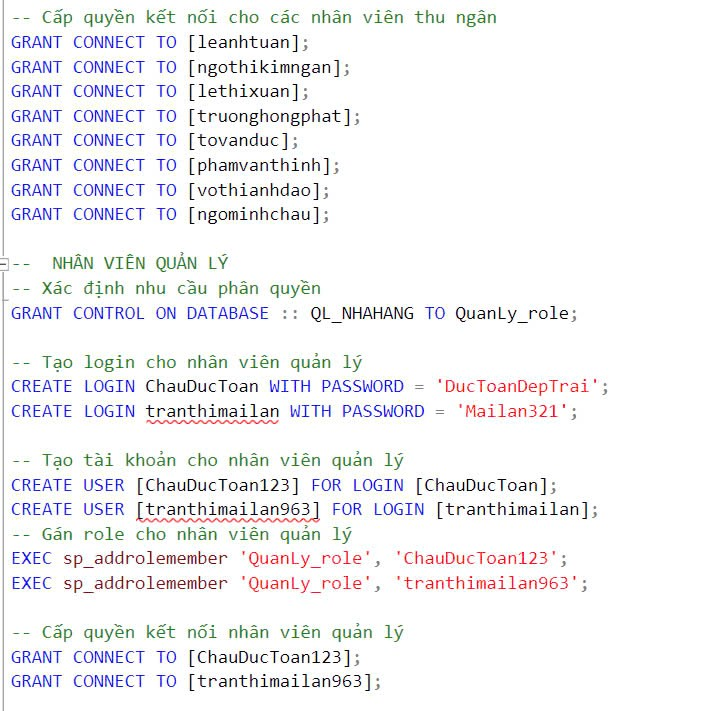 -- Cấp quyền kết nối cho các nhân viên thu ngân
GRANT CONNECT TO [leanhtuan];
GRANT CONNECT TO [ngothikimngan];
GRANT CONNECT TO [lethixuan];
GRANT CONNECT TO [truonghongphat];
GRANT CONNECT TO [tovanduc];
GRANT CONNECT TO [phamvanthinh];
GRANT CONNECT TO [vothianhdao];
GRANT CONNECT TO [ngominhchau];
--  NHÂN VIÊN QUẢN LÝ
-- Xác định nhu cầu phân quyền
GRANT CONTROL ON DATABASE :: QL_NHAHANG TO QuanLy_role;
-- Tạo login cho nhân viên quản lý
CREATE LOGIN ChauDucToan WITH PASSWORD = 'DucToanDepTrai';
CREATE LOGIN tranthimailan WITH PASSWORD = 'Mailan321';
-- Tạo tài khoản cho nhân viên quản lý
CREATE USER [ChauDucToan123] FOR LOGIN [ChauDucToan];
CREATE USER [tranthimailan963] FOR LOGIN [tranthimailan];
-- Gán role cho nhân viên quản lý
EXEC sp_addrolemember 'QuanLy_role', 'ChauDucToan123';
EXEC sp_addrolemember 'QuanLy_role', 'tranthimailan963';
-- Cấp quyền kết nối nhân viên quản lý
GRANT CONNECT TO [ChauDucToan123];
GRANT CONNECT TO [tranthimailan963];